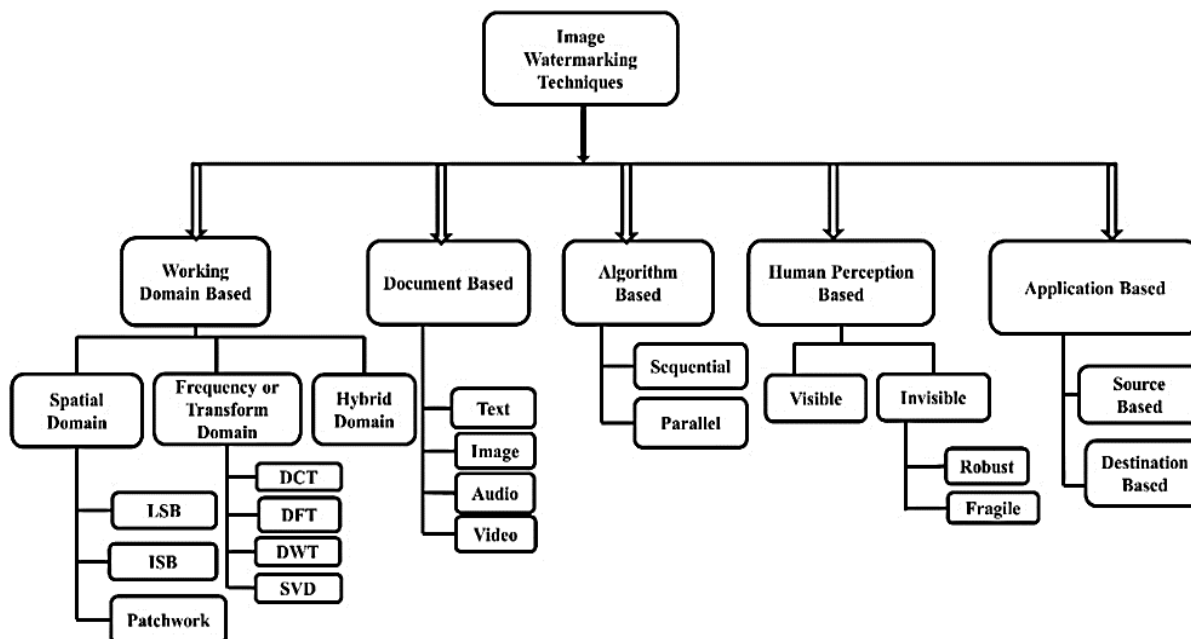 Image
Watermarking
Techniques
Working
Domain Based
Document Based
Algorithm
Based
Human Perception
Based
Application Based
Spatial
Domain
Frequency or
Transform
Domain
Hybrid
Domain
LSB
ISB
Patchwork
DCT
DFT
DWT
SVD
Text
Image
Audio
Video
Sequential
Parallel
Visible
Invisible
Robust
Fragile
Source
Based
Destination
Based